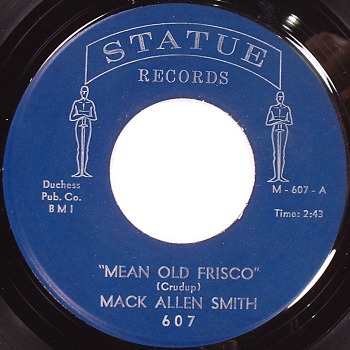 STATUE
RECORDS
Duchess
Pub. Co.
BMI
M - 607 - A
Time: 2:43
"MEAN OLD FRISCO"
(Crudup)
MACK ALLEN SMITH
607